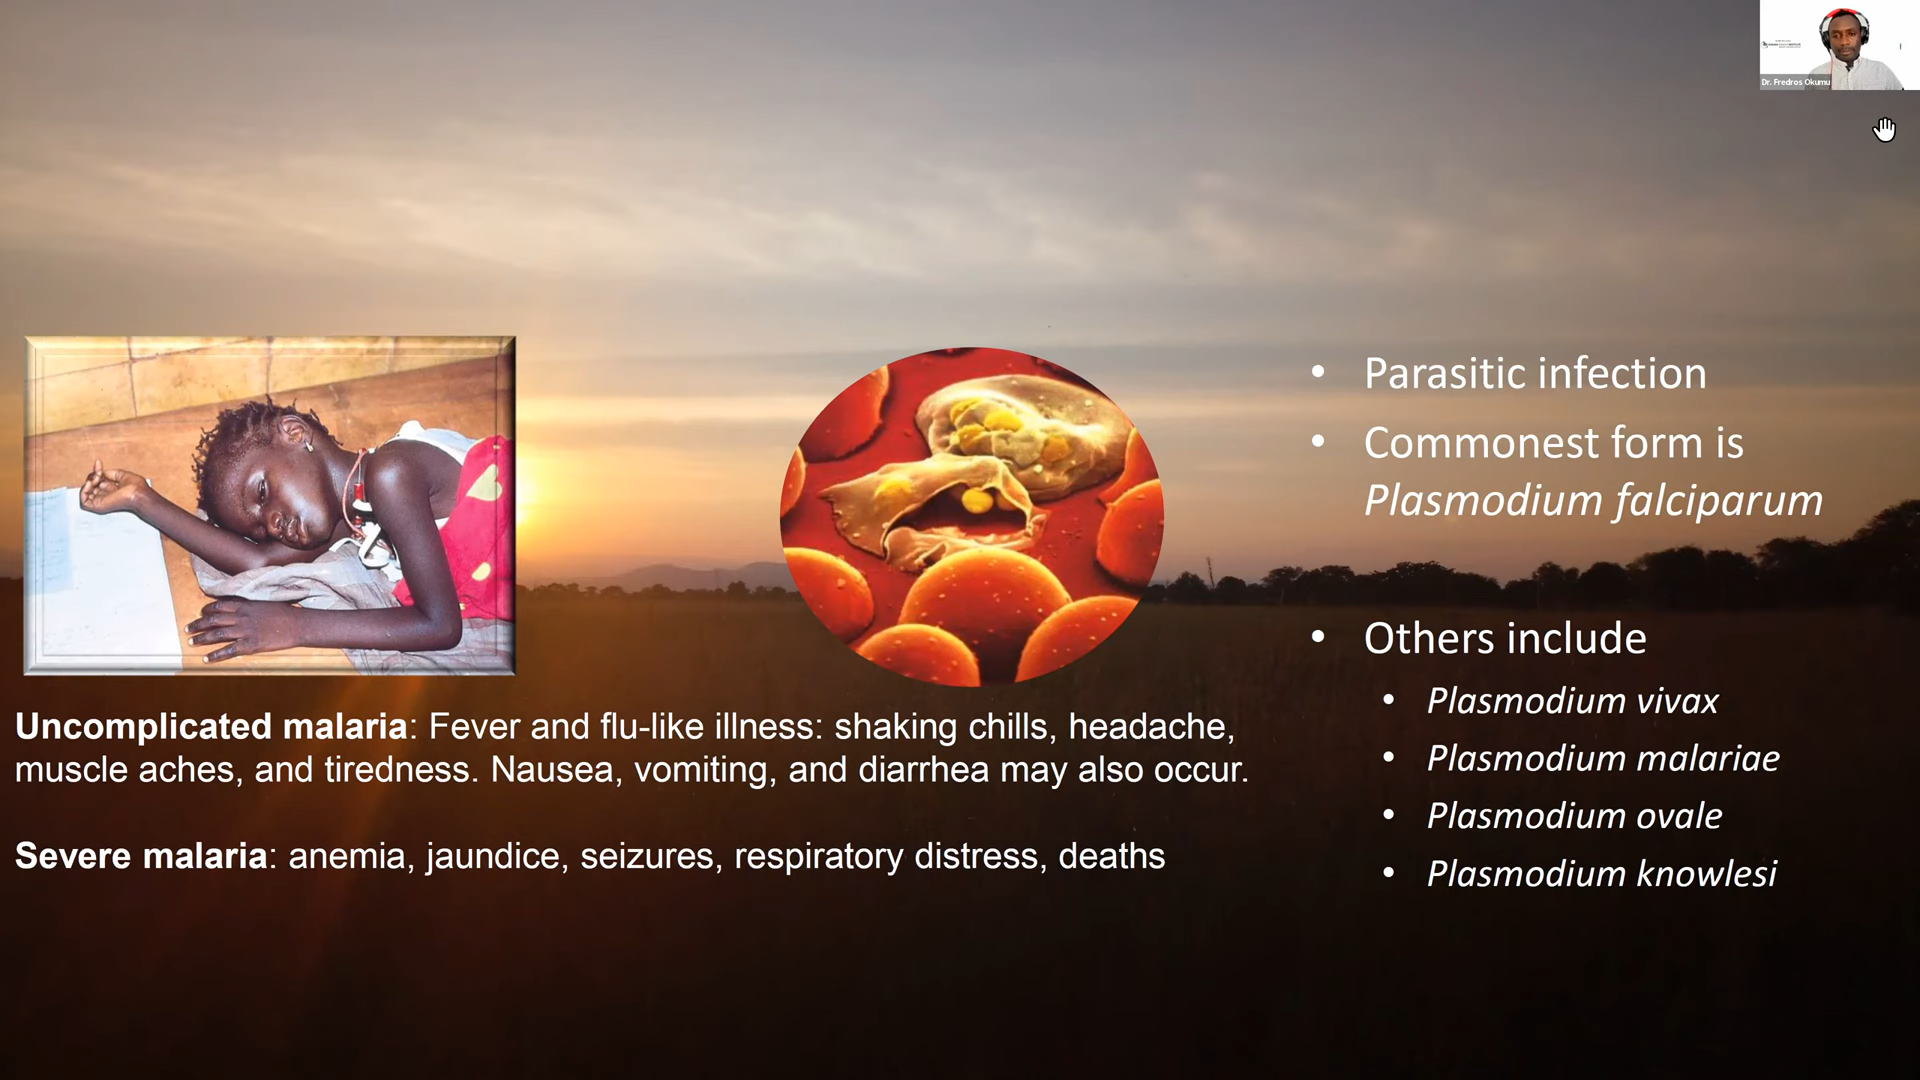 Dr. Fredros Okumu
• Parasitic infection
• Commonest form is
Plasmodium falciparum
• Others include
• Plasmodium vivax
• Plasmodium malariae
• Plasmodium ovale
• Plasmodium knowlesi
Uncomplicated malaria: Fever and flu-like illness: shaking chills, headache,
muscle aches, and tiredness. Nausea, vomiting, and diarrhea may also occur.
Severe malaria: anemia, jaundice, seizures, respiratory distress, deaths